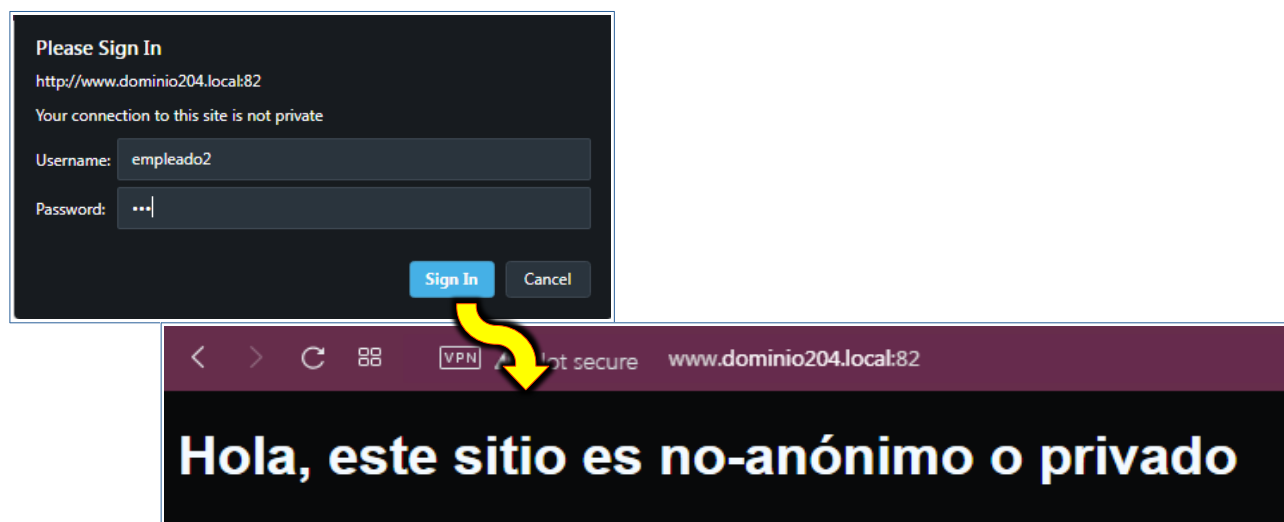 Please Sign In
http://www.dominio204.local:82
Your connection to this site is not private
Username: empleado2
Password: •••
Sign In Cancel
VPN Not secure www.dominio204.local:82
Hola, este sitio es no-anónimo o privado